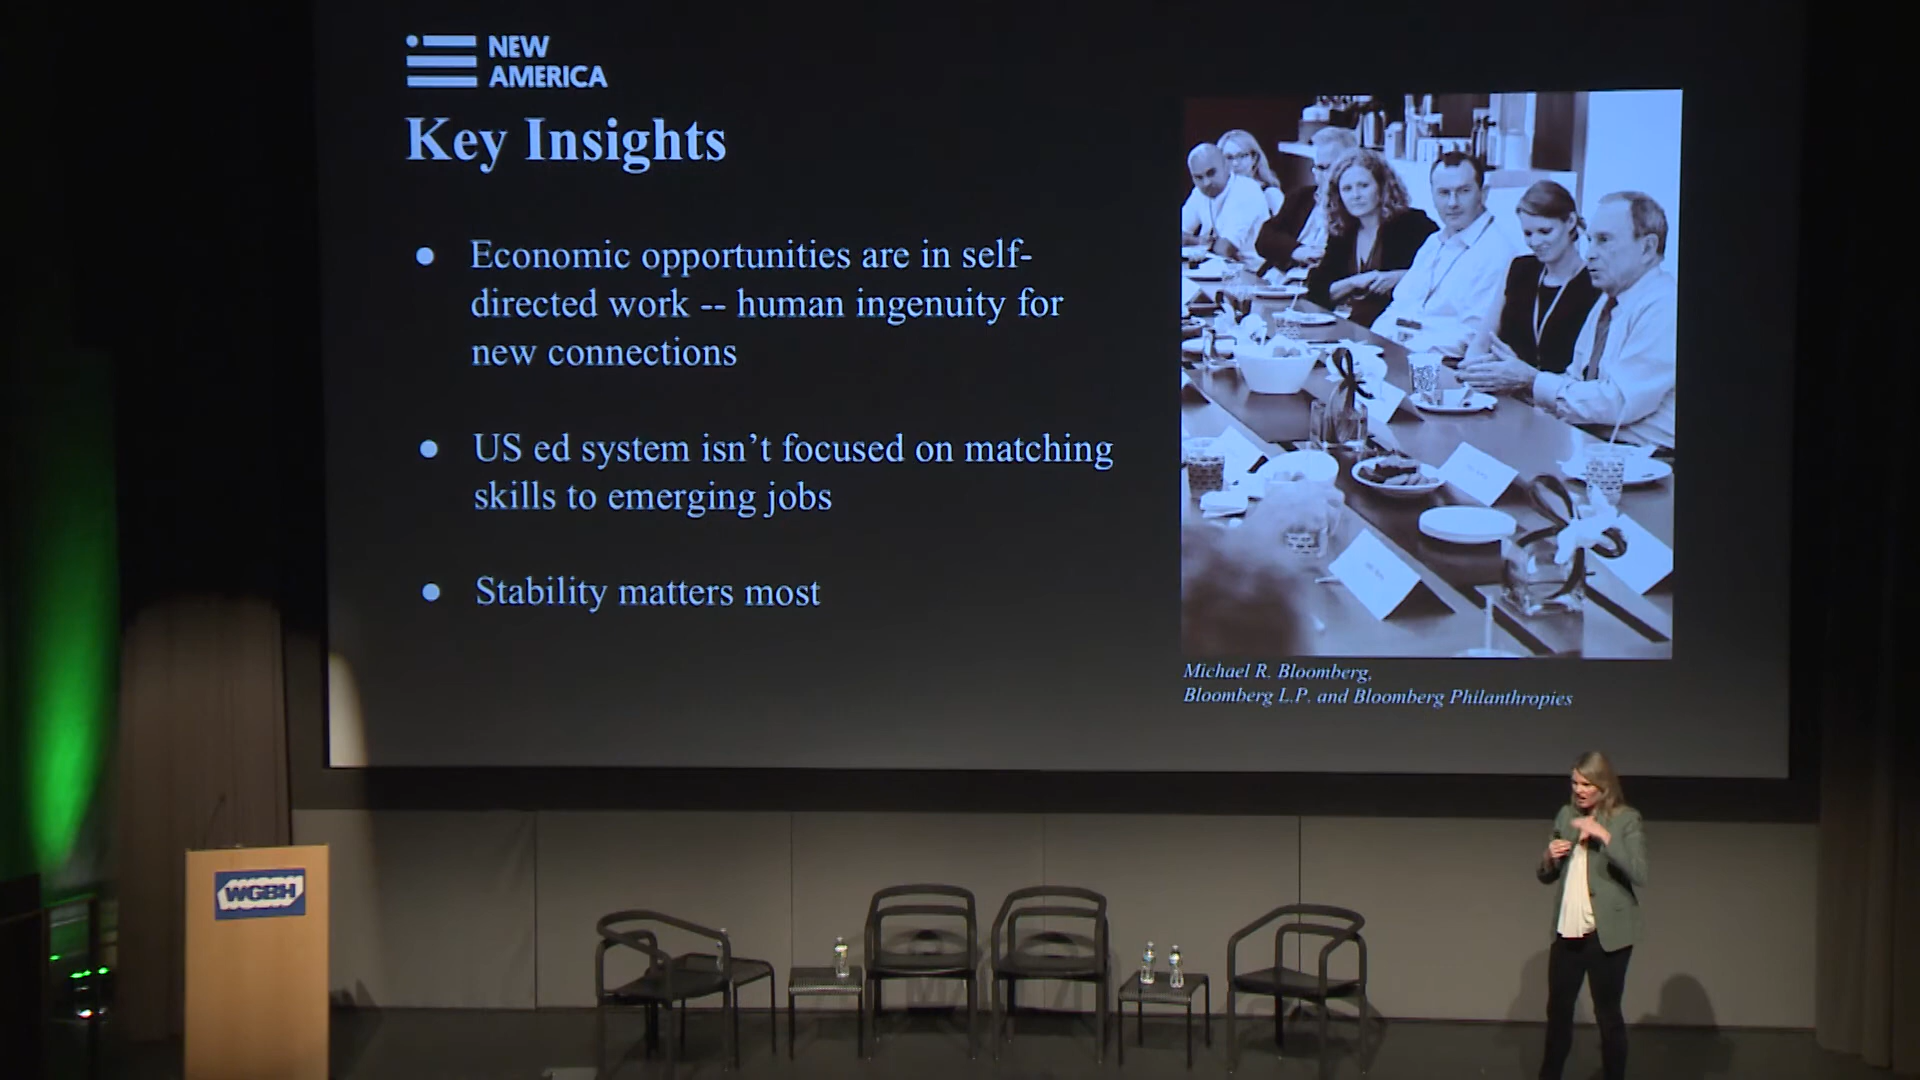 NEW
AMERICA
Key Insights
● Economic opportunities are in self-
directed work -- human ingenuity for
new connections
● US ed system isn’t focused on matching
skills to emerging jobs
● Stability matters most
Michael R. Bloomberg,
Bloomberg L.P. and Bloomberg Philanthropies
WGBH